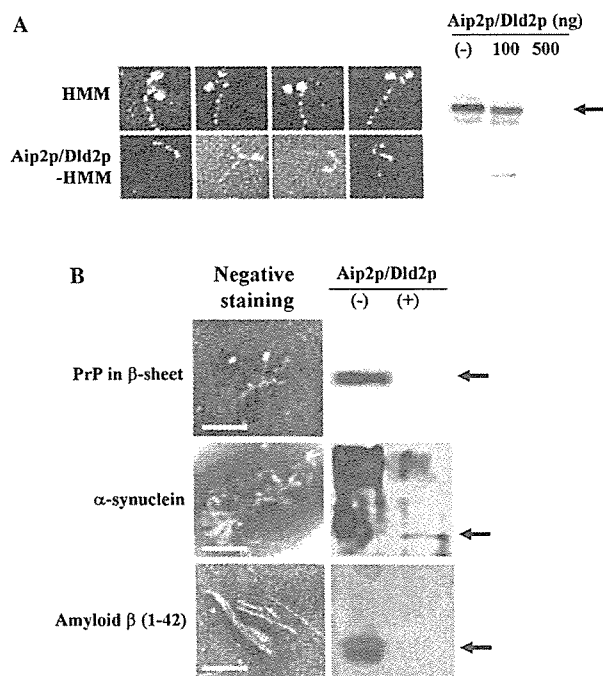 A
Aip2p/Dld2p (ng)
(-) 100 500
HMM
Aip2p/Dld2p
-HMM
B
Negative
staining
Aip2p/Dld2p
(-) (+)
PrP in β-sheet
α-synuclein
Amyloid β (1-42)